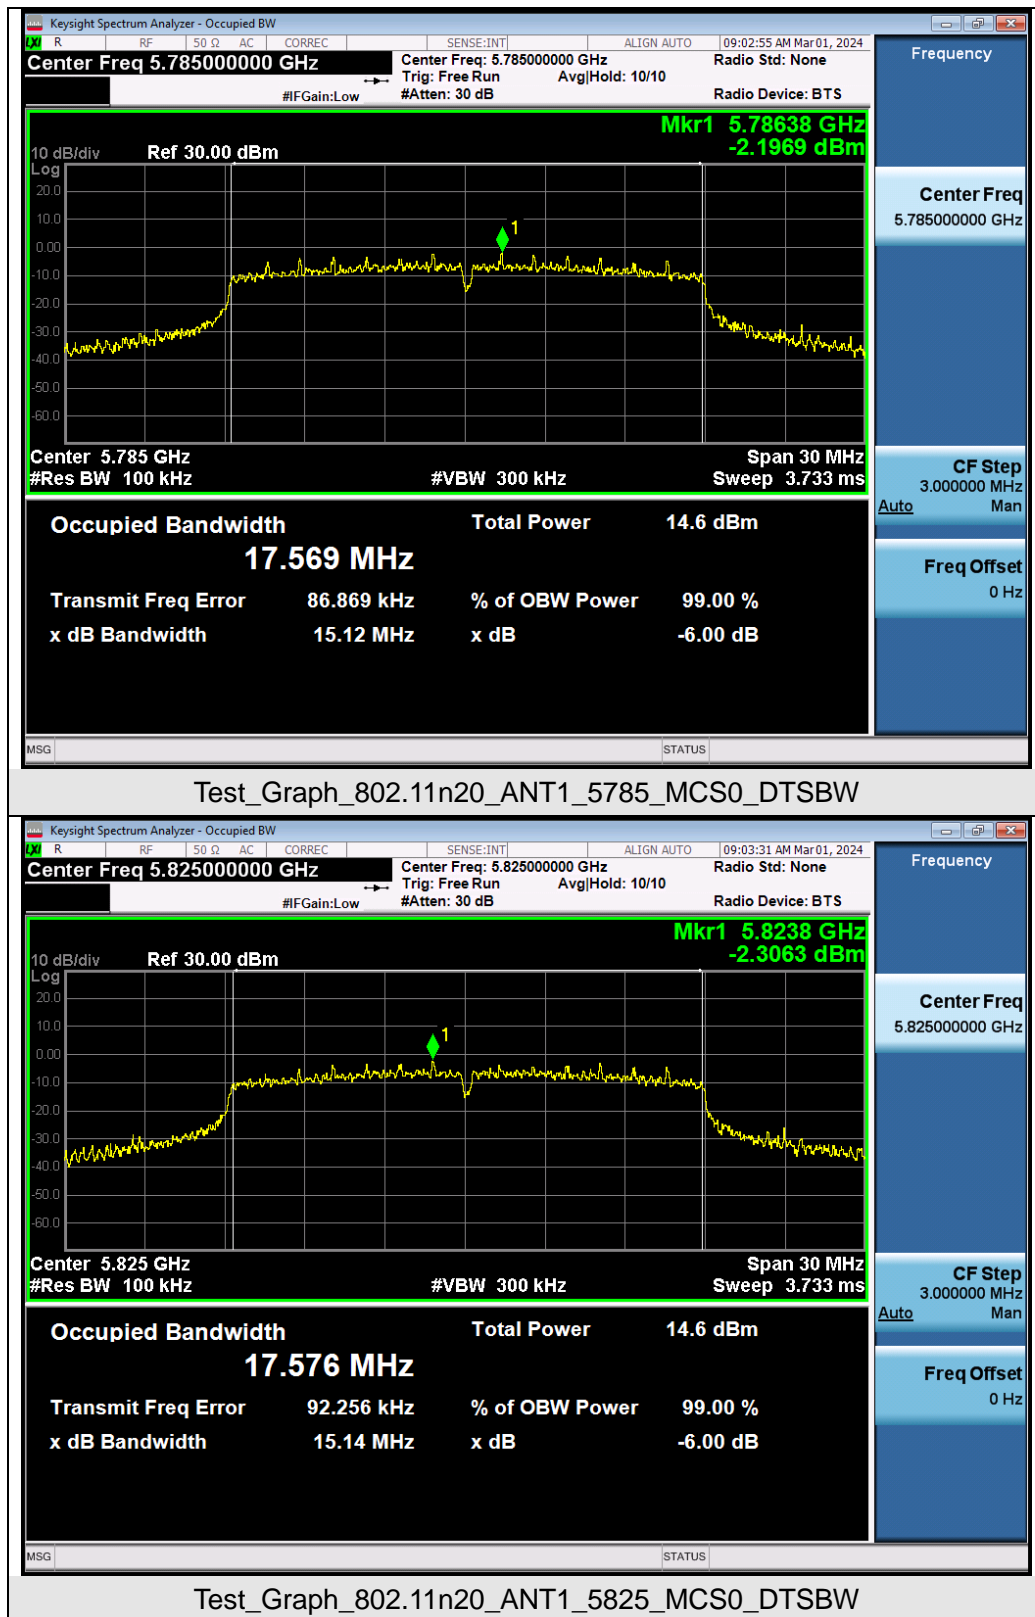 Keysight Spectrum Analyzer - Occupied BW
LXI R RF 50 Ω AC CORREC SENSE:INT ALIGN AUTO 09:02:55 AM Mar 01, 2024
Center Freq 5.785000000 GHz
Center Freq: 5.785000000 GHz Radio Std: None
Trig: Free Run Avg|Hold: 10/10
#IFGain:Low #Atten: 30 dB Radio Device: BTS
Frequency
Mkr1 5.78638 GHz
-2.1969 dBm
10 dB/div Ref 30.00 dBm
Log
20.0
10.0
0.00
-10.0
-20.0
-30.0
-40.0
-50.0
-60.0
1
Center 5.785 GHz Span 30 MHz
#Res BW 100 kHz #VBW 300 kHz Sweep 3.733 ms
Center Freq
5.785000000 GHz
CF Step
3.000000 MHz
Auto Man
Freq Offset
0 Hz
Occupied Bandwidth Total Power 14.6 dBm
17.569 MHz
Transmit Freq Error 86.869 kHz % of OBW Power 99.00 %
x dB Bandwidth 15.12 MHz x dB -6.00 dB
MSG STATUS
Test_Graph_802.11n20_ANT1_5785_MCS0_DTSBW
Keysight Spectrum Analyzer - Occupied BW
LXI R RF 50 Ω AC CORREC SENSE:INT ALIGN AUTO 09:03:31 AM Mar 01, 2024
Center Freq 5.825000000 GHz
Center Freq: 5.825000000 GHz Radio Std: None
Trig: Free Run Avg|Hold: 10/10
#IFGain:Low #Atten: 30 dB Radio Device: BTS
Frequency
Mkr1 5.8238 GHz
-2.3063 dBm
10 dB/div Ref 30.00 dBm
Log
20.0
10.0
0.00
-10.0
-20.0
-30.0
-40.0
-50.0
-60.0
1
Center 5.825 GHz Span 30 MHz
#Res BW 100 kHz #VBW 300 kHz Sweep 3.733 ms
Center Freq
5.825000000 GHz
CF Step
3.000000 MHz
Auto Man
Freq Offset
0 Hz
Occupied Bandwidth Total Power 14.6 dBm
17.576 MHz
Transmit Freq Error 92.256 kHz % of OBW Power 99.00 %
x dB Bandwidth 15.14 MHz x dB -6.00 dB
MSG STATUS
Test_Graph_802.11n20_ANT1_5825_MCS0_DTSBW